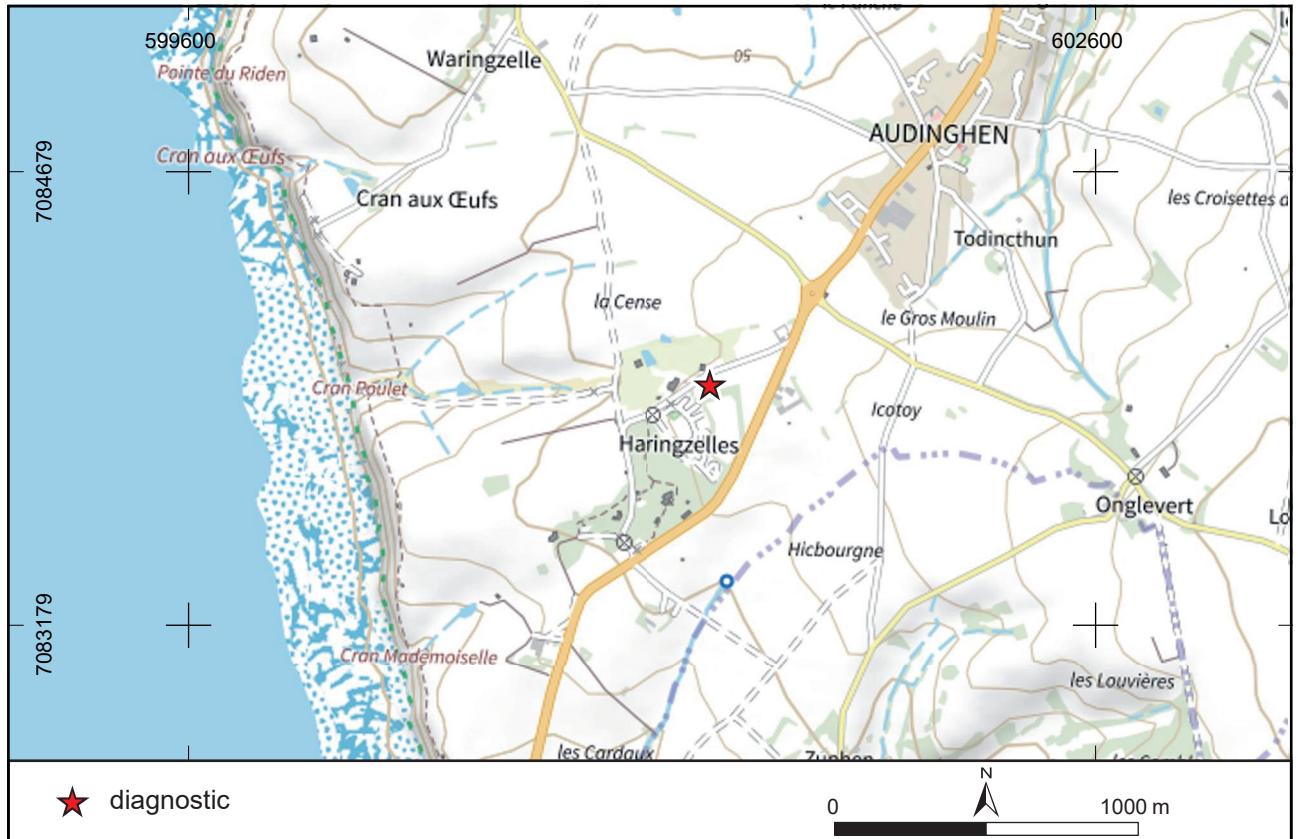 599600
602600
Pointe du Riden
Waringzelle
50
AUDINGHEN
Cran aux Œufs
7084679
Cran aux Œufs
les Croisettes
Todincthun
la Cense
le Gros Moulin
Cran Poulet
Icotoy
Haringzelles
Onglevert
Hicbourgne
7083179
Cran Mademoiselle
les Louvières
les Cardaux
diagnostic
N
0
1000 m